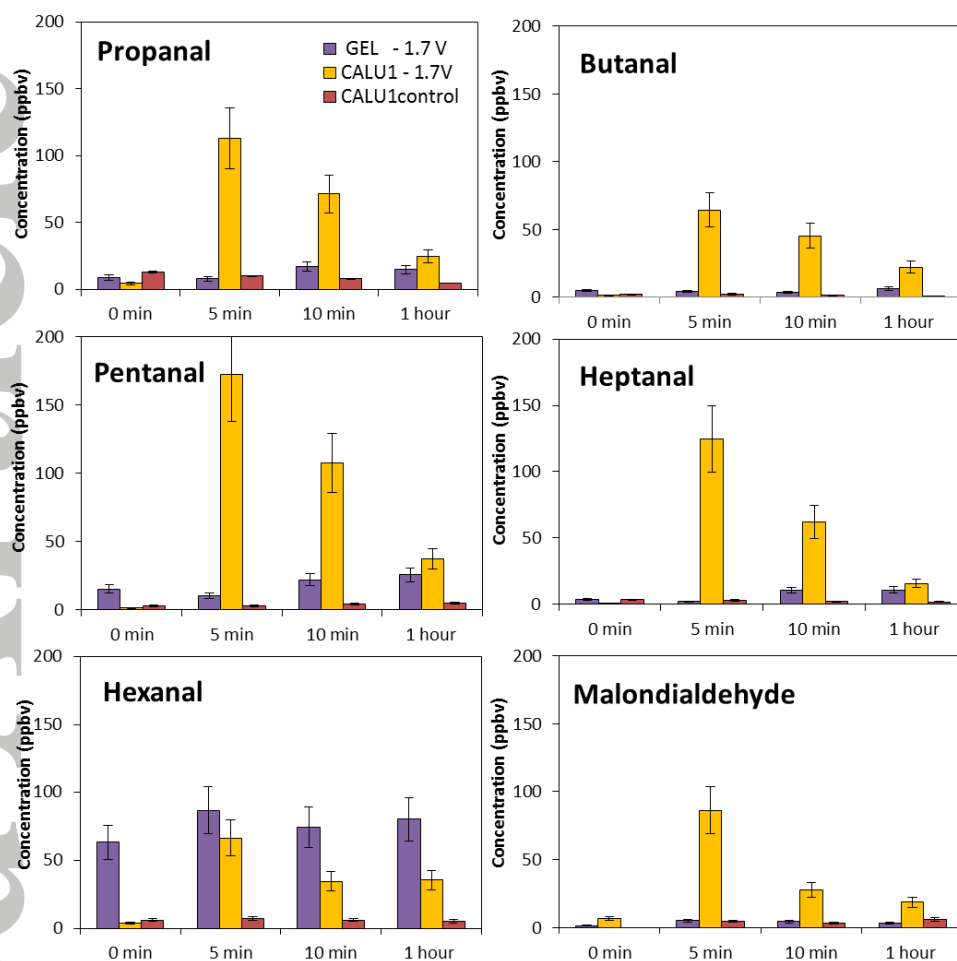 Propanal
GEL - 1.7 V
CALU1 - 1.7V
CALU1control
Concentration (ppbv)
200
150
100
50
0
0 min 5 min 10 min 1 hour
Butanal
Concentration (ppbv)
200
150
100
50
0
0 min 5 min 10 min 1 hour
Pentanal
Concentration (ppbv)
200
150
100
50
0
0 min 5 min 10 min 1 hour
Heptanal
Concentration (ppbv)
200
150
100
50
0
0 min 5 min 10 min 1 hour
Hexanal
Concentration (ppbv)
200
150
100
50
0
0 min 5 min 10 min 1 hour
Malondialdehyde
Concentration (ppbv)
200
150
100
50
0
0 min 5 min 10 min 1 hour